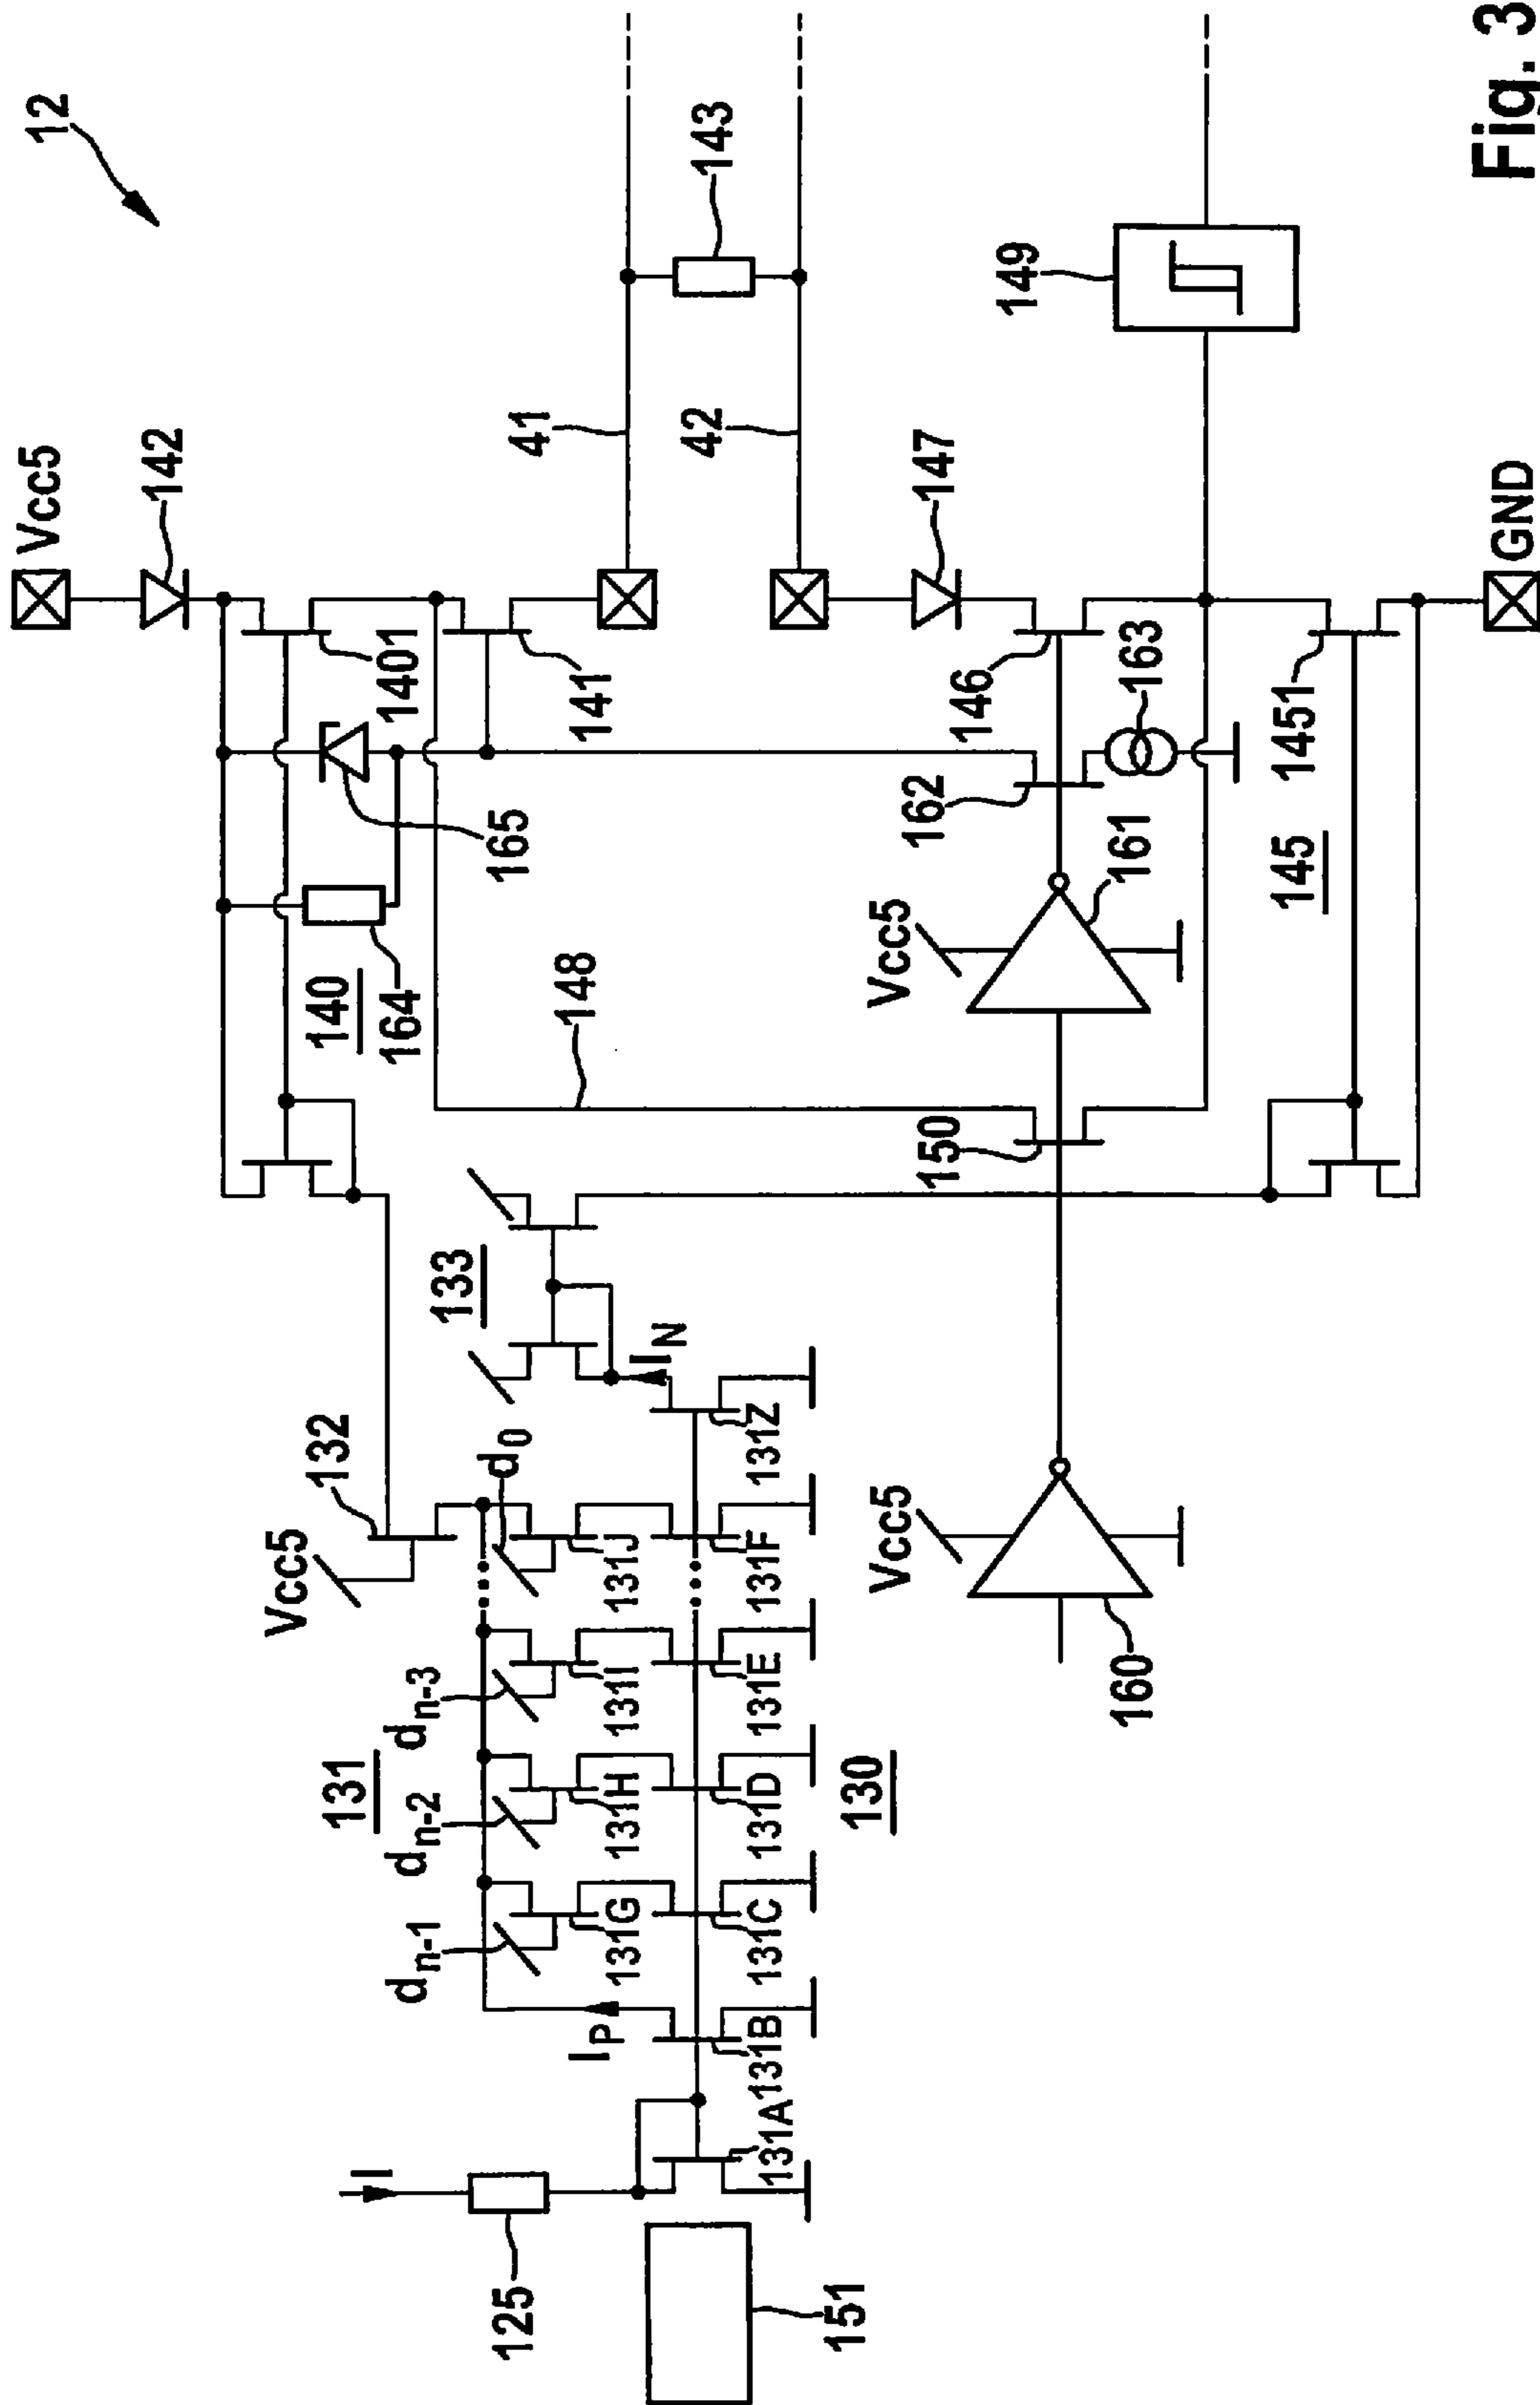 12
Vcc5
142
1401
165
140
164
141
41
143
42
147
148
146
162
163
Vcc5
161
149
150
1451
145
GND
133
132
Vcc5
I_N
d_0
d_n-3
d_n-2
d_n-1
131
131J
131I
131H
131G
131Z
131F
131E
131D
131C
131B
131A
130
I_P
I
125
151
Vcc5
160
Fig. 3